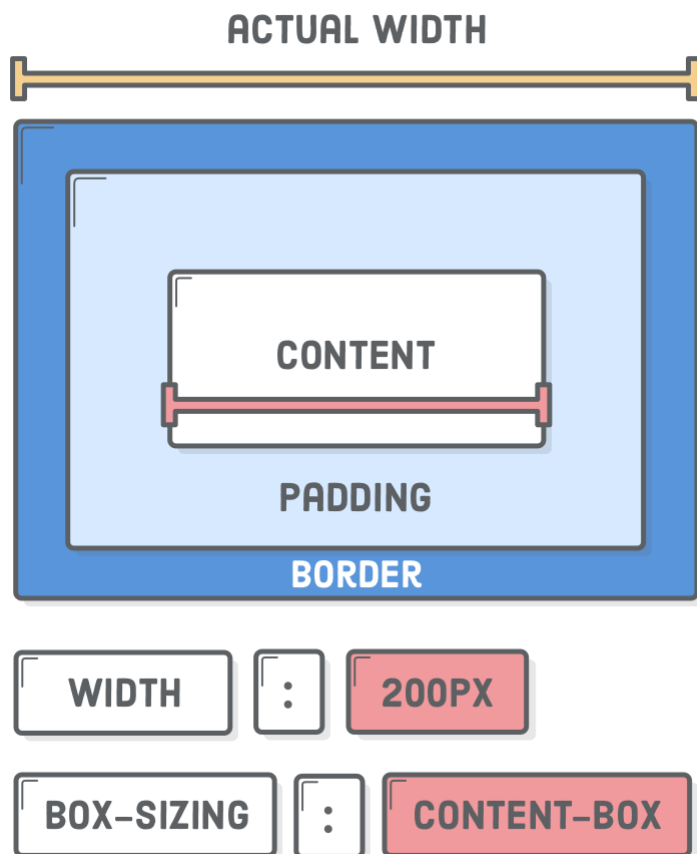 ACTUAL WIDTH
CONTENT
PADDING
BORDER
WIDTH : 200PX
BOX-SIZING : CONTENT-BOX